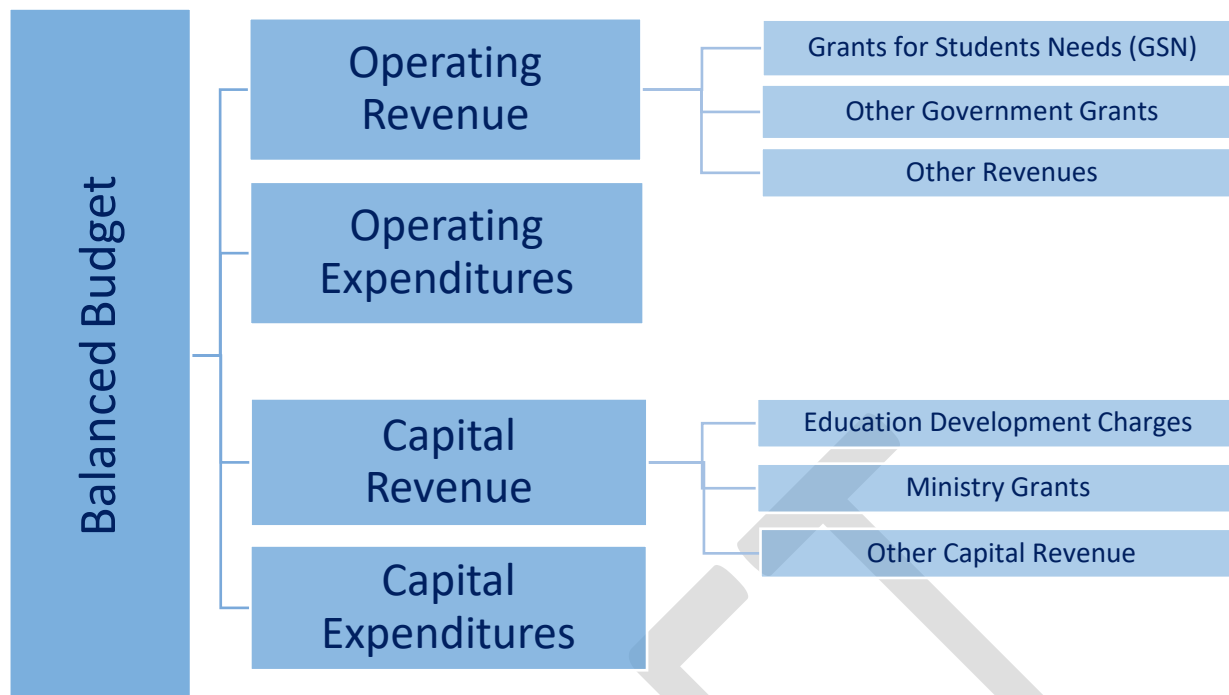 Balanced Budget
Operating
Revenue
Grants for Students Needs (GSN)
Other Government Grants
Other Revenues
Operating
Expenditures
Capital
Revenue
Education Development Charges
Ministry Grants
Other Capital Revenue
Capital
Expenditures